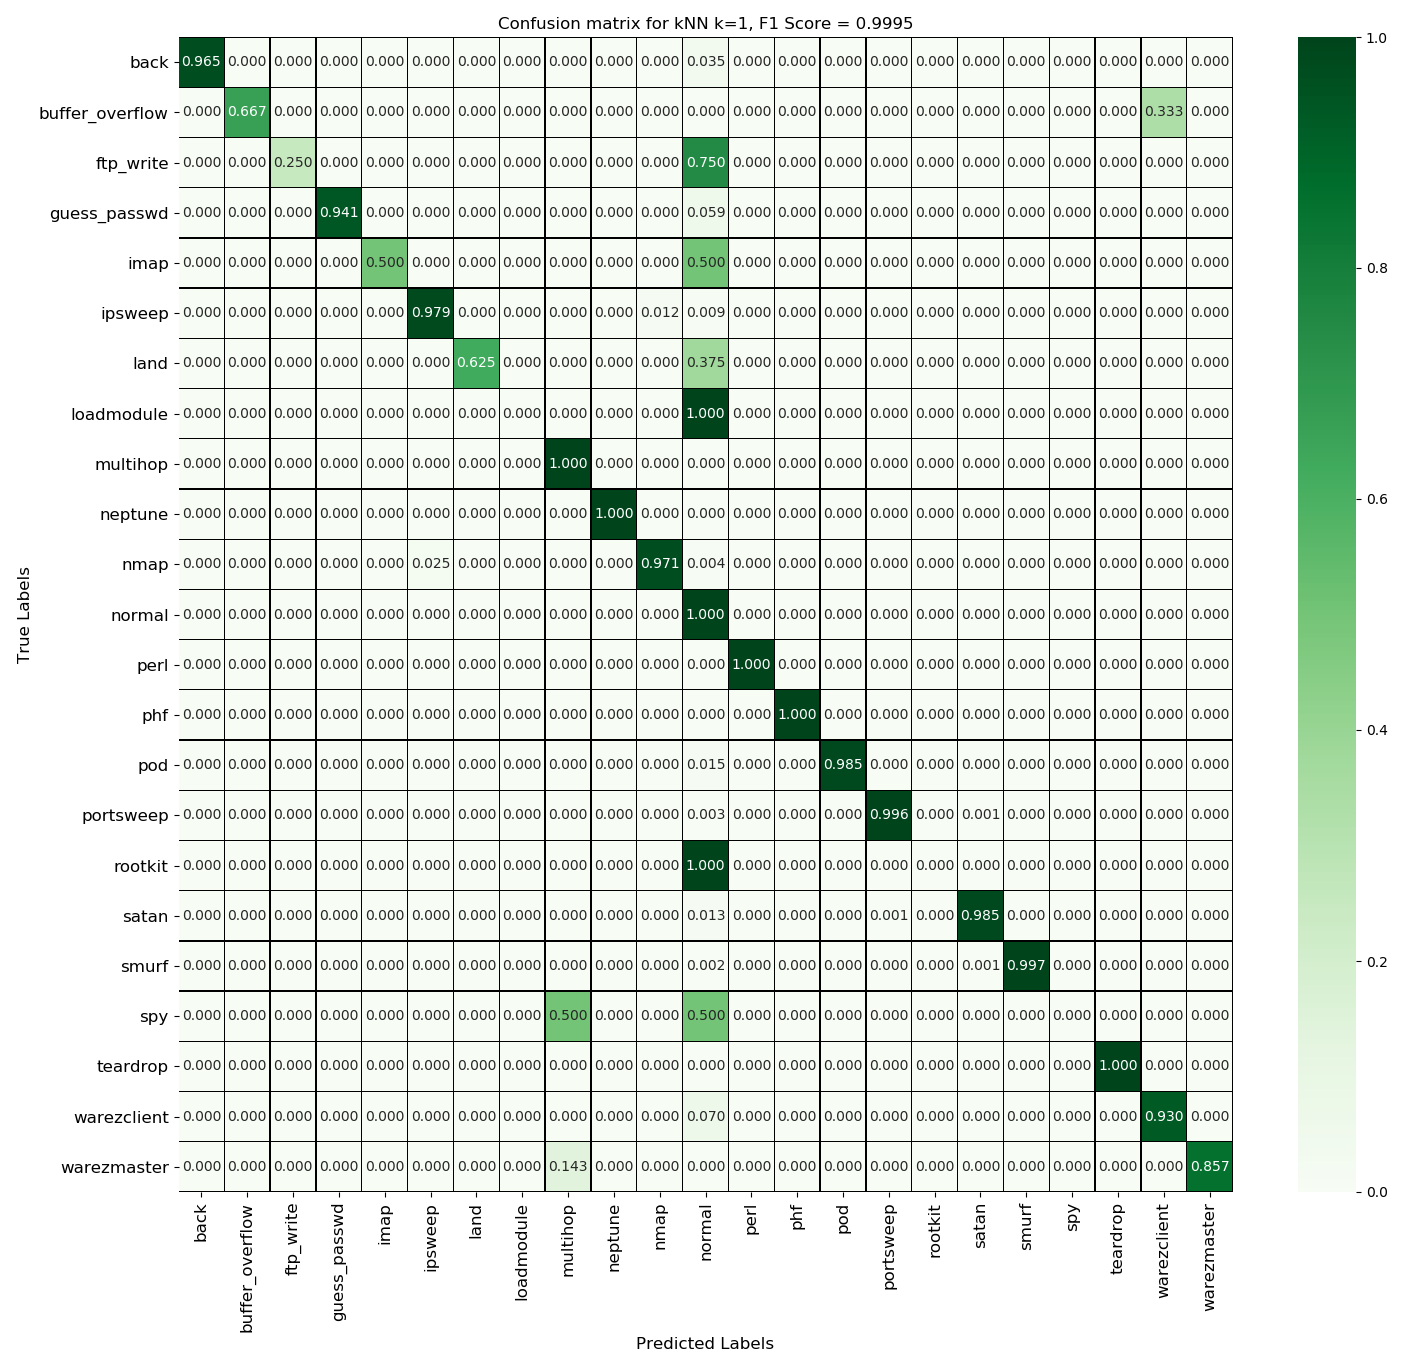 Confusion matrix for kNN k=1, F1 Score = 0.9995
back 0.965 0.000 0.000 0.000 0.000 0.000 0.000 0.000 0.000 0.000 0.000 0.035 0.000 0.000 0.000 0.000 0.000 0.000 0.000 0.000 0.000 0.000 0.000 1.0
buffer_overflow 0.000 0.667 0.000 0.000 0.000 0.000 0.000 0.000 0.000 0.000 0.000 0.000 0.000 0.000 0.000 0.000 0.000 0.000 0.000 0.000 0.000 0.333 0.000
ftp_write 0.000 0.000 0.250 0.000 0.000 0.000 0.000 0.000 0.000 0.000 0.000 0.750 0.000 0.000 0.000 0.000 0.000 0.000 0.000 0.000 0.000 0.000 0.000
guess_passwd 0.000 0.000 0.000 0.941 0.000 0.000 0.000 0.000 0.000 0.000 0.000 0.059 0.000 0.000 0.000 0.000 0.000 0.000 0.000 0.000 0.000 0.000 0.000
imap 0.000 0.000 0.000 0.000 0.500 0.000 0.000 0.000 0.000 0.000 0.000 0.500 0.000 0.000 0.000 0.000 0.000 0.000 0.000 0.000 0.000 0.000 0.000 0.8
ipsweep 0.000 0.000 0.000 0.000 0.000 0.979 0.000 0.000 0.000 0.000 0.012 0.009 0.000 0.000 0.000 0.000 0.000 0.000 0.000 0.000 0.000 0.000 0.000
land 0.000 0.000 0.000 0.000 0.000 0.000 0.625 0.000 0.000 0.000 0.000 0.375 0.000 0.000 0.000 0.000 0.000 0.000 0.000 0.000 0.000 0.000 0.000
loadmodule 0.000 0.000 0.000 0.000 0.000 0.000 0.000 0.000 0.000 0.000 0.000 1.000 0.000 0.000 0.000 0.000 0.000 0.000 0.000 0.000 0.000 0.000 0.000
multihop 0.000 0.000 0.000 0.000 0.000 0.000 0.000 0.000 1.000 0.000 0.000 0.000 0.000 0.000 0.000 0.000 0.000 0.000 0.000 0.000 0.000 0.000 0.000
neptune 0.000 0.000 0.000 0.000 0.000 0.000 0.000 0.000 0.000 1.000 0.000 0.000 0.000 0.000 0.000 0.000 0.000 0.000 0.000 0.000 0.000 0.000 0.000 0.6
nmap 0.000 0.000 0.000 0.000 0.000 0.025 0.000 0.000 0.000 0.000 0.971 0.004 0.000 0.000 0.000 0.000 0.000 0.000 0.000 0.000 0.000 0.000 0.000
normal 0.000 0.000 0.000 0.000 0.000 0.000 0.000 0.000 0.000 0.000 0.000 1.000 0.000 0.000 0.000 0.000 0.000 0.000 0.000 0.000 0.000 0.000 0.000
True Labels
perl 0.000 0.000 0.000 0.000 0.000 0.000 0.000 0.000 0.000 0.000 0.000 0.000 1.000 0.000 0.000 0.000 0.000 0.000 0.000 0.000 0.000 0.000 0.000
phf 0.000 0.000 0.000 0.000 0.000 0.000 0.000 0.000 0.000 0.000 0.000 0.000 0.000 1.000 0.000 0.000 0.000 0.000 0.000 0.000 0.000 0.000 0.000
0.4
pod 0.000 0.000 0.000 0.000 0.000 0.000 0.000 0.000 0.000 0.000 0.000 0.015 0.000 0.000 0.985 0.000 0.000 0.000 0.000 0.000 0.000 0.000 0.000
portsweep 0.000 0.000 0.000 0.000 0.000 0.000 0.000 0.000 0.000 0.000 0.000 0.003 0.000 0.000 0.000 0.996 0.000 0.001 0.000 0.000 0.000 0.000 0.000
rootkit 0.000 0.000 0.000 0.000 0.000 0.000 0.000 0.000 0.000 0.000 0.000 1.000 0.000 0.000 0.000 0.000 0.000 0.000 0.000 0.000 0.000 0.000 0.000
satan 0.000 0.000 0.000 0.000 0.000 0.000 0.000 0.000 0.000 0.000 0.000 0.013 0.000 0.000 0.000 0.001 0.000 0.985 0.000 0.000 0.000 0.000 0.000
smurf 0.000 0.000 0.000 0.000 0.000 0.000 0.000 0.000 0.000 0.000 0.000 0.002 0.000 0.000 0.000 0.000 0.000 0.001 0.997 0.000 0.000 0.000 0.000 0.2
spy 0.000 0.000 0.000 0.000 0.000 0.000 0.000 0.000 0.500 0.000 0.000 0.500 0.000 0.000 0.000 0.000 0.000 0.000 0.000 0.000 0.000 0.000 0.000
teardrop 0.000 0.000 0.000 0.000 0.000 0.000 0.000 0.000 0.000 0.000 0.000 0.000 0.000 0.000 0.000 0.000 0.000 0.000 0.000 0.000 1.000 0.000 0.000
warezclient 0.000 0.000 0.000 0.000 0.000 0.000 0.000 0.000 0.000 0.000 0.000 0.070 0.000 0.000 0.000 0.000 0.000 0.000 0.000 0.000 0.000 0.930 0.000
warezmaster 0.000 0.000 0.000 0.000 0.000 0.000 0.000 0.000 0.143 0.000 0.000 0.000 0.000 0.000 0.000 0.000 0.000 0.000 0.000 0.000 0.000 0.000 0.857
0.0
back buffer_overflow ftp_write guess_passwd imap ipsweep land loadmodule multihop neptune nmap normal perl phf pod portsweep rootkit satan smurf spy teardrop warezclient warezmaster
Predicted Labels